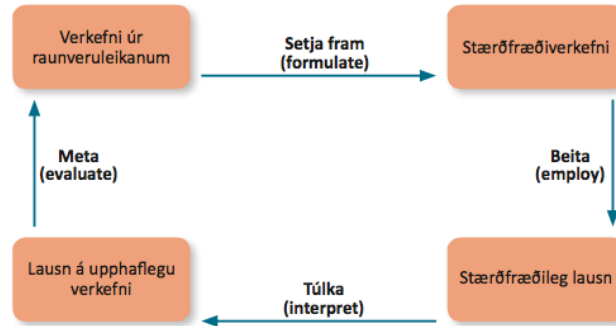 Verkefni úr
raunveruleikanum
Setja fram
(formulate)
Stærðfræðiverkefni
Meta
(evaluate)
Beita
(employ)
Lausn á upphaflegu
verkefni
Túlka
(interpret)
Stærðfræðileg lausn